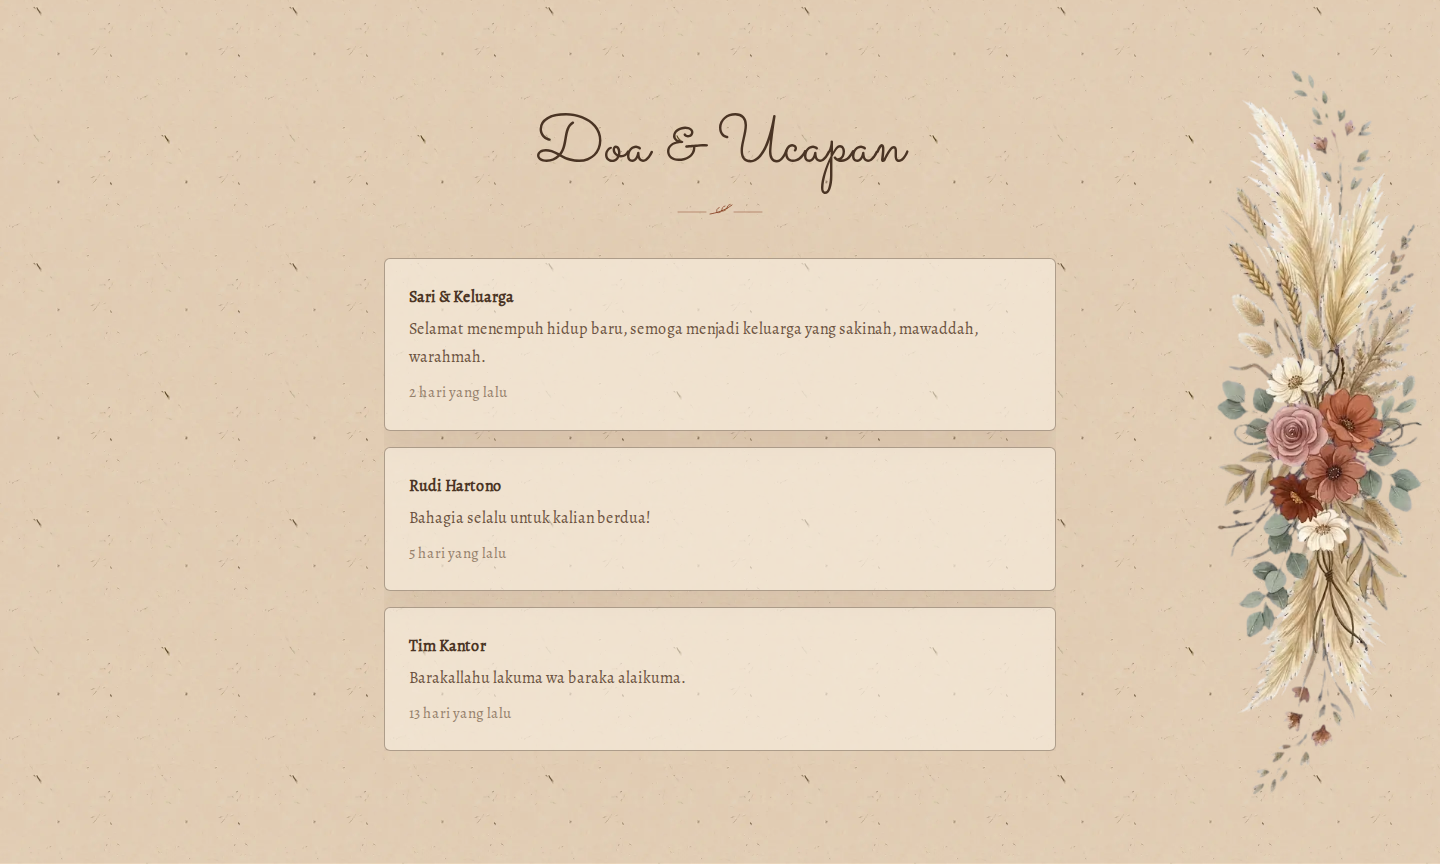 Doa & Ucapan
Sari & Keluarga
Selamat menempuh hidup baru, semoga menjadi keluarga yang sakinah, mawaddah,
warahmah.
2 hari yang lalu
Rudi Hartono
Bahagia selalu untuk kalian berdua!
5 hari yang lalu
Tim Kantor
Barakallahu lakuma wa baraka alaikuma.
13 hari yang lalu